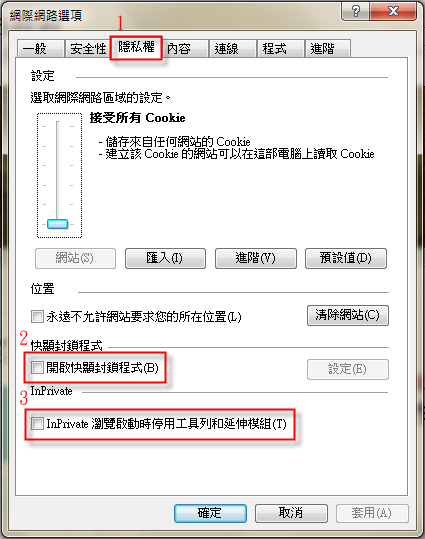 網際網路選項
1
一般 安全性 隱私權 內容 連線 程式 進階
設定
選取網際網路區域的設定。
接受所有 Cookie
- 儲存來自任何網站的 Cookie
- 建立該 Cookie 的網站可以在這部電腦上讀取 Cookie
網站(S) 匯入(I) 進階(V) 預設值(D)
位置
永遠不允許網站要求您的所在位置(L) 清除網站(C)
2
快顯封鎖程式
開啟快顯封鎖程式(B) 設定(E)
InPrivate
3
InPrivate 瀏覽啟動時停用工具列和延伸模組(T)
確定 取消 套用(A)